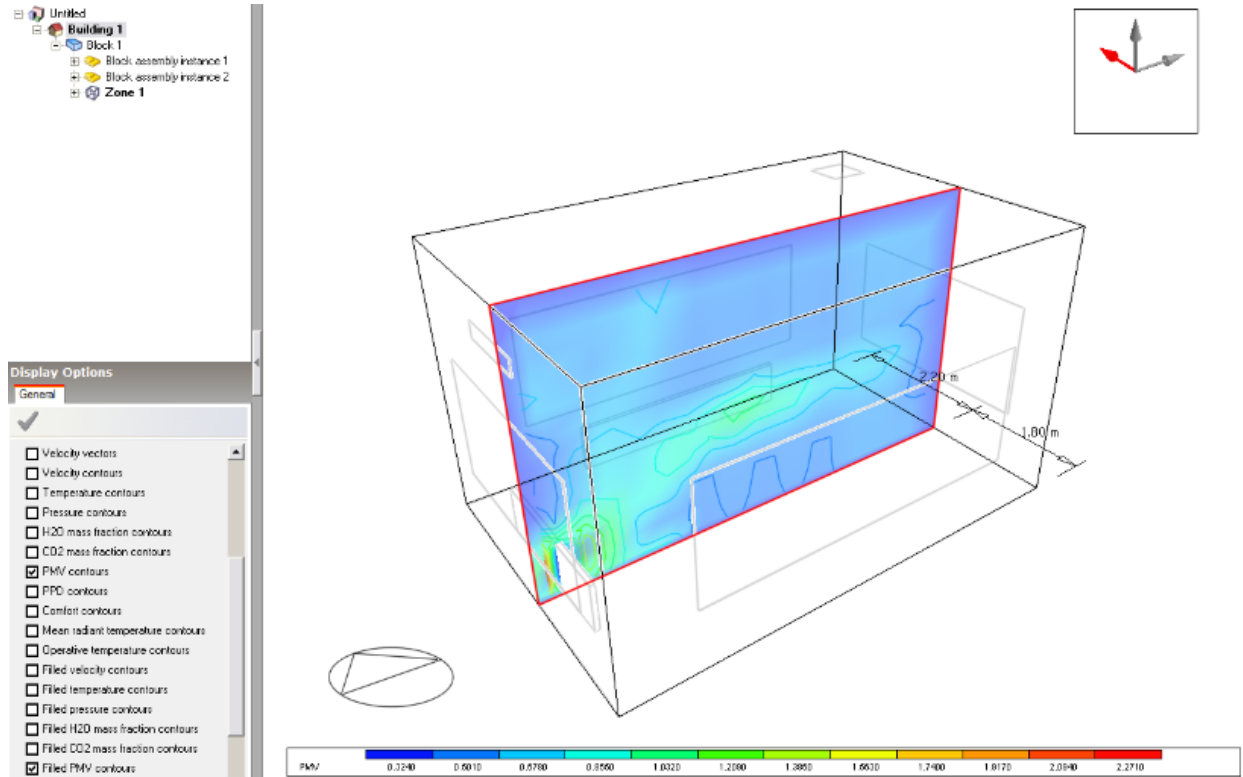 Untitled
Building 1
Block 1
Block assembly instance 1
Block assembly instance 2
Zone 1
Display Options
General
Velocity vectors
Velocity contours
Temperature contours
Pressure contours
H2O mass fraction contours
CO2 mass fraction contours
PMV contours
PPD contours
Comfort contours
Mean radiant temperature contours
Operative temperature contours
Filled velocity contours
Filled temperature contours
Filled pressure contours
Filled H2O mass fraction contours
Filled CO2 mass fraction contours
Filled PMV contours
2.20 m
1.80 m
PMV 0.3240 0.5010 0.6780 0.8550 1.0320 1.2090 1.3860 1.5630 1.7400 1.9170 2.0940 2.2710